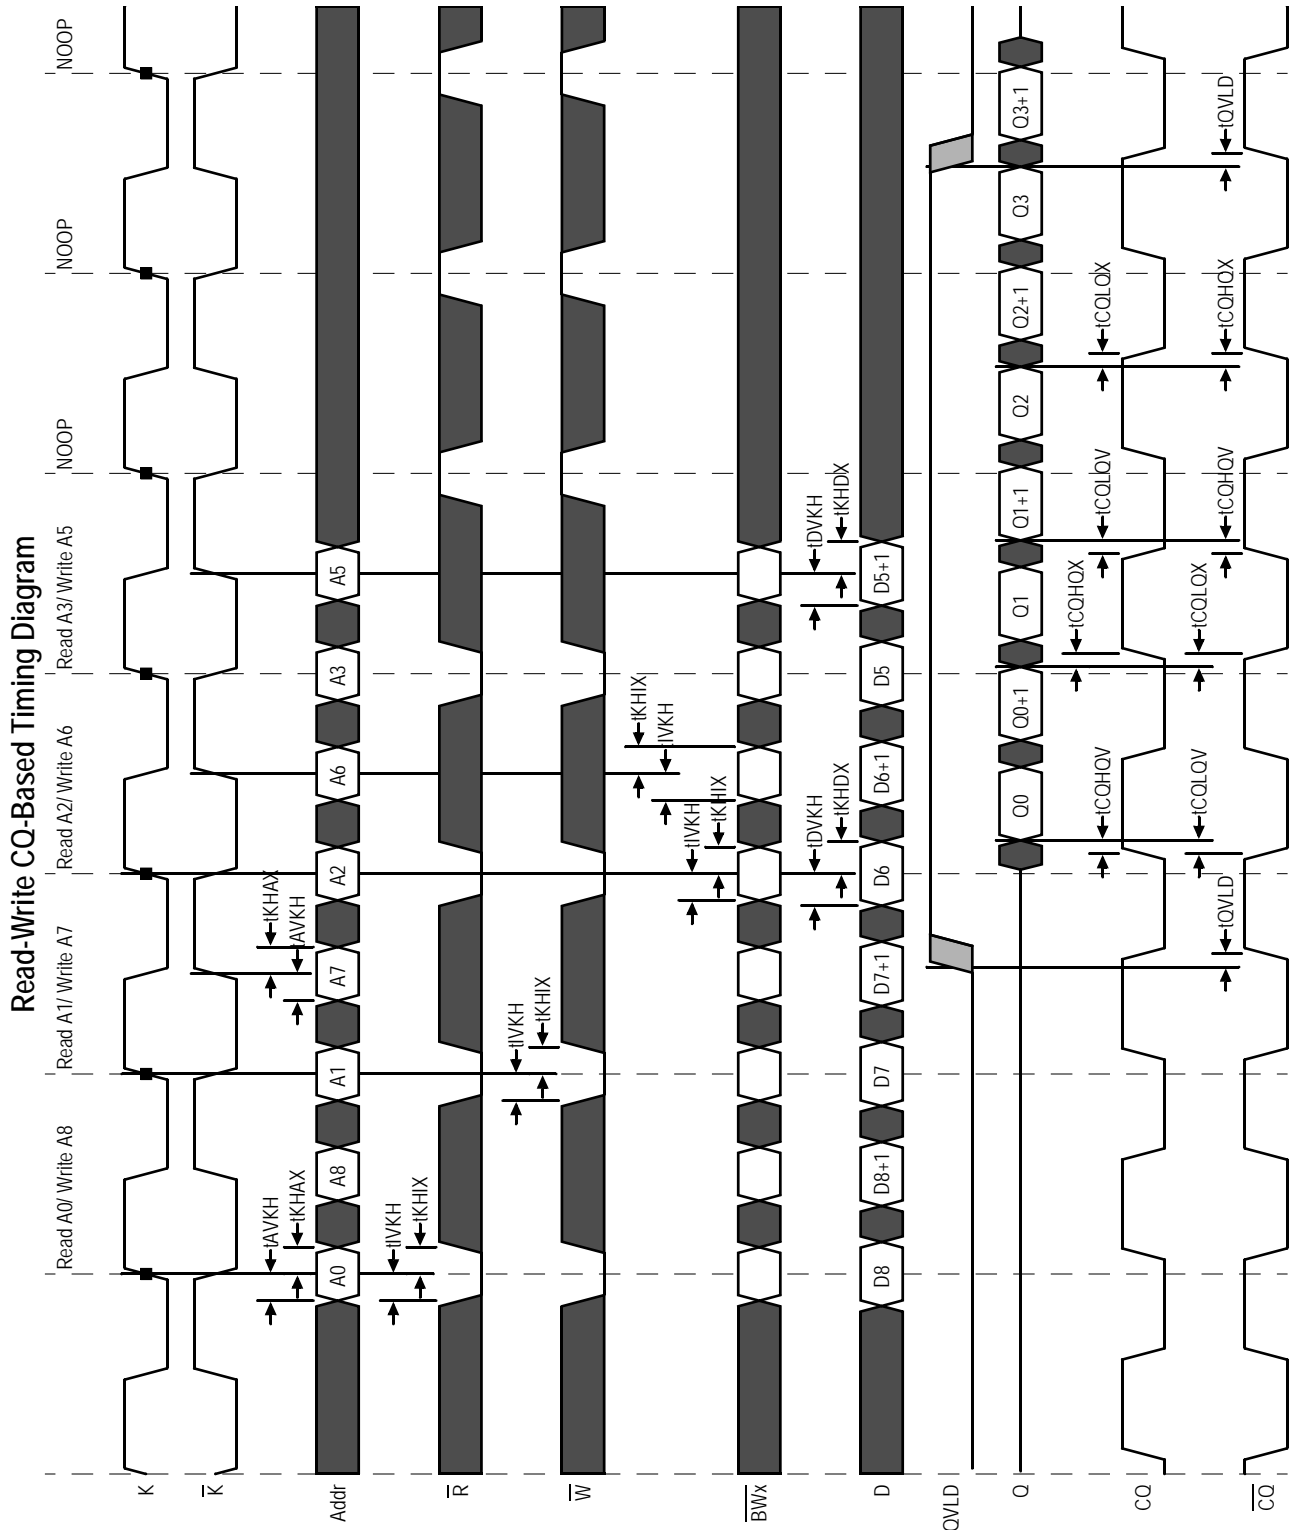 Read-Write CQ-Based Timing Diagram
Read A0/ Write A8
Read A1/ Write A7
Read A2/ Write A6
Read A3/ Write A5
NOOP
NOOP
NOOP
K
K
tAVKH
tKHAX
tKHAX
tAVKH
Addr
A0
A8
A1
A7
A2
A6
A3
A5
tIVKH
tKHIX
R
tIVKH
tKHIX
W
tKHIX
tIVKH
tIVKH
tKHIX
BWx
tDVKH
tKHDX
tDVKH
tKHDX
D
D8
D8+1
D7
D7+1
D6
D6+1
D5
D5+1
QVLD
Q
Q0
Q0+1
Q1
Q1+1
Q2
Q2+1
Q3
Q3+1
tCQHQV
tCQHQX
tCQLQV
tCQLQX
CQ
tQVLD
tCQLQV
tCQLQX
tCQHQV
tCQHQX
tQVLD
CQ